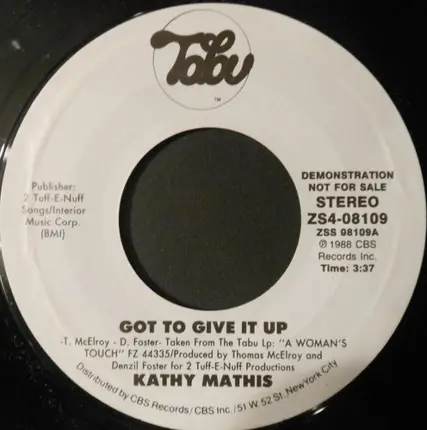 Tabu
TM
Publisher:
2 Tuff-E-Nuff
Songs/Interior
Music Corp.
(BMI)
DEMONSTRATION
NOT FOR SALE
STEREO
ZS4-08109
ZSS 08109A
℗ 1988 CBS
Records Inc.
Time: 3:37
GOT TO GIVE IT UP
-T. McElroy - D. Foster- Taken From The Tabu Lp: "A WOMAN'S
TOUCH" FZ 44335/Produced by Thomas McElroy and
Denzil Foster for 2 Tuff-E-Nuff Productions
KATHY MATHIS
Distributed by CBS Records/CBS Inc./51 W. 52 St. New York City